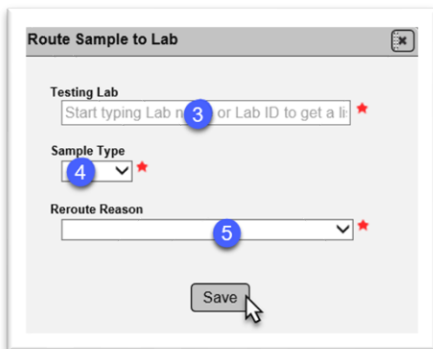 Route Sample to Lab
Testing Lab
Start typing Lab 3 or Lab ID to get a
Sample Type
4
Reroute Reason
5
Save